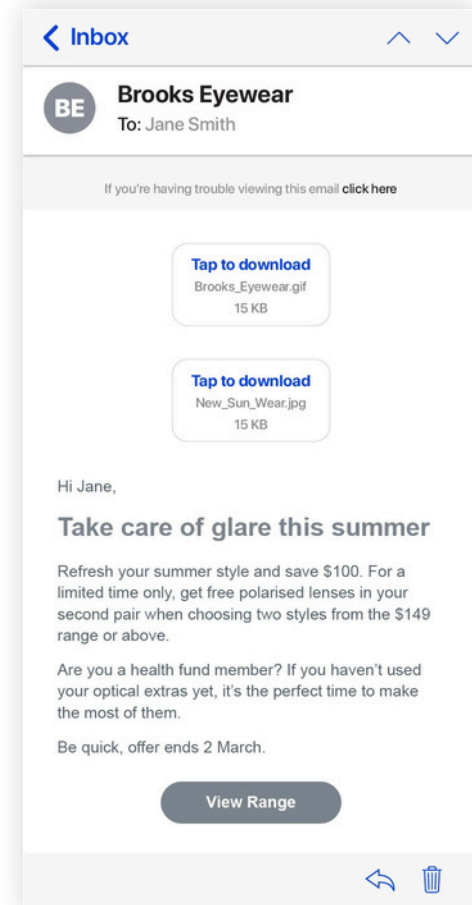 Inbox
BE
Brooks Eyewear
To: Jane Smith
If you're having trouble viewing this email click here
Tap to download
Brooks_Eyewear.gif
15 KB
Tap to download
New_Sun_Wear.jpg
15 KB
Hi Jane,
Take care of glare this summer
Refresh your summer style and save $100. For a
limited time only, get free polarised lenses in your
second pair when choosing two styles from the $149
range or above.
Are you a health fund member? If you haven’t used
your optical extras yet, it’s the perfect time to make
the most of them.
Be quick, offer ends 2 March.
View Range